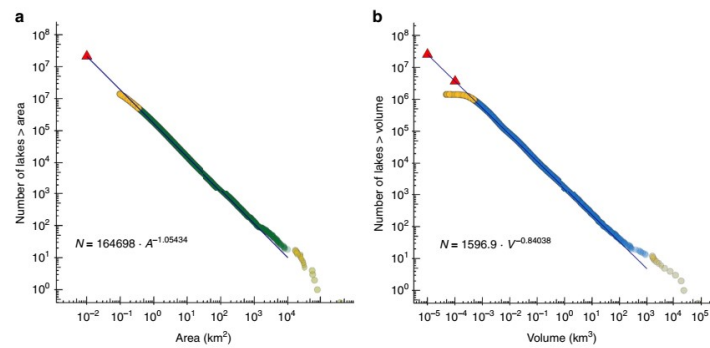 a
Number of lakes > area
10⁸
10⁷
10⁷
10⁵
10⁴
10³
10²
10¹
10⁰
N = 164698 · A⁻¹·⁰⁵⁴³⁴
10⁻² 10⁻¹ 10⁰ 10¹ 10² 10³ 10⁴
Area (km²)
b
Number of lakes > volume
10⁸
10⁷
10⁶
10⁵
10⁴
10³
10²
10¹
10⁰
N = 1596.9 · V⁻⁰·⁸⁴⁰³⁸
10⁻⁵ 10⁻⁴ 10⁻³ 10⁻² 10⁻¹ 10⁰ 10¹ 10² 10³ 10⁴ 10⁵
Volume (km³)